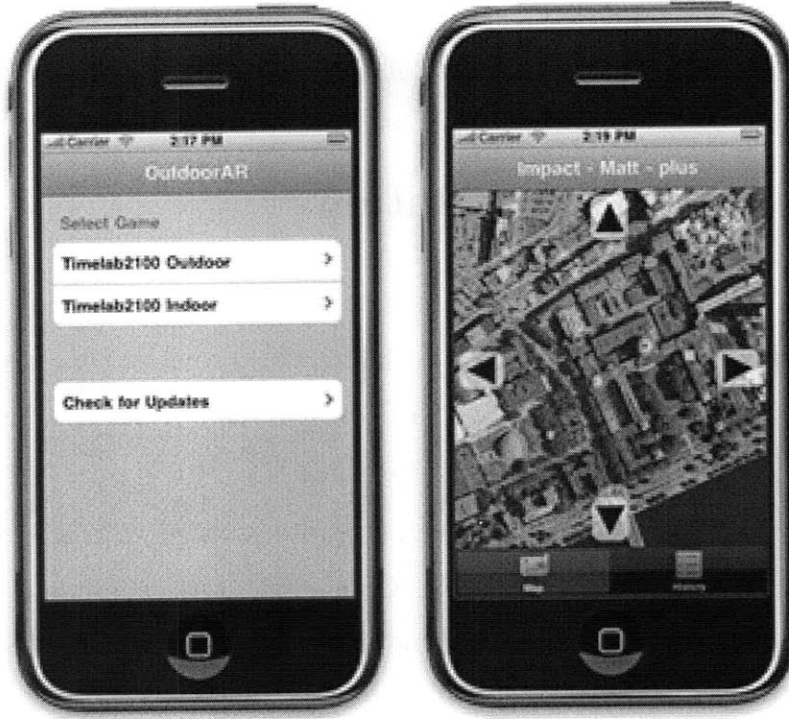 Carrier 2:17 PM
OutdoorAR
Select Game
Timelab2100 Outdoor
Timelab2100 Indoor
Check for Updates
Carrier 2:19 PM
Impact - Matt - plus
Map History